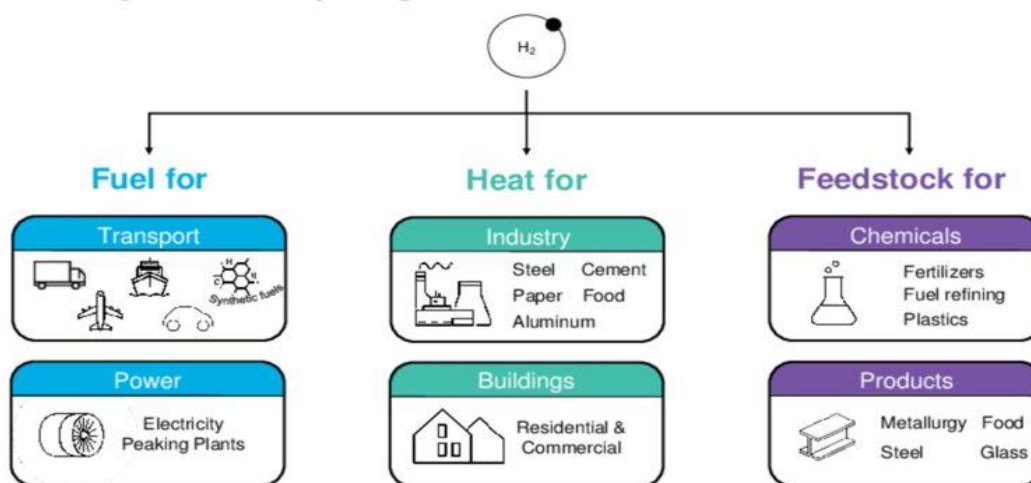 H₂
Fuel for
Heat for
Feedstock for
Transport
Industry
Chemicals
H
C
N
Synthetic fuels
Steel Cement
Paper Food
Aluminum
Fertilizers
Fuel refining
Plastics
Power
Buildings
Products
Electricity
Peaking Plants
Residential &
Commercial
Metallurgy Food
Steel Glass